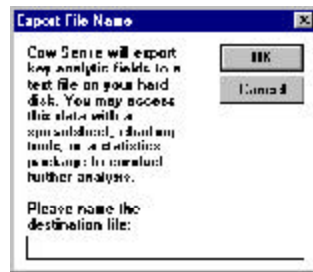 Export File Name
Cow Sense will export
key analytic fields to a
text file on your hard
disk. You may access
this data with a
spreadsheet, charting
tools, or a statistics
package to conduct
further analysis.
Please name the
destination file:
OK
Cancel